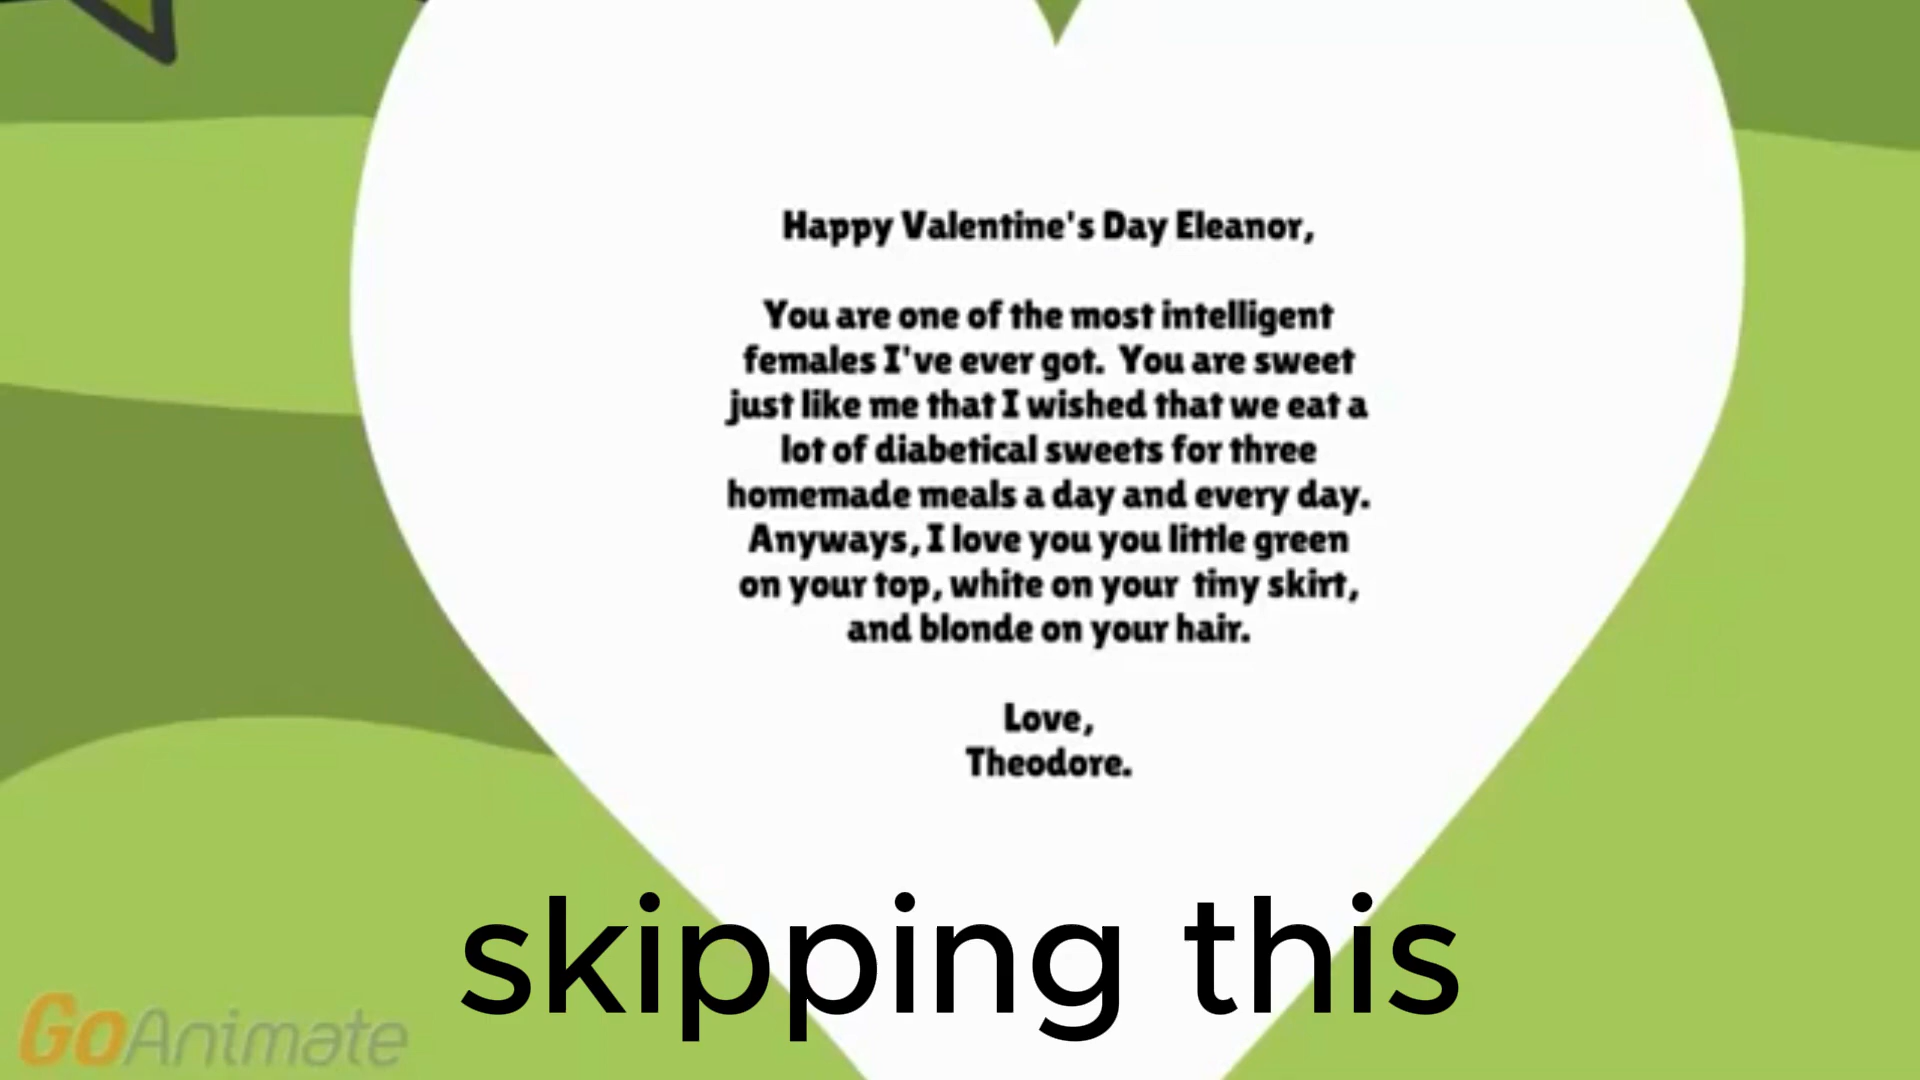 Happy Valentine's Day Eleanor,
You are one of the most intelligent
females I've ever got. You are sweet
just like me that I wished that we eat a
lot of diabetical sweets for three
homemade meals a day and every day.
Anyways, I love you you little green
on your top, white on your tiny skirt,
and blonde on your hair.
Love,
Theodore.
skipping this
GoAnimate